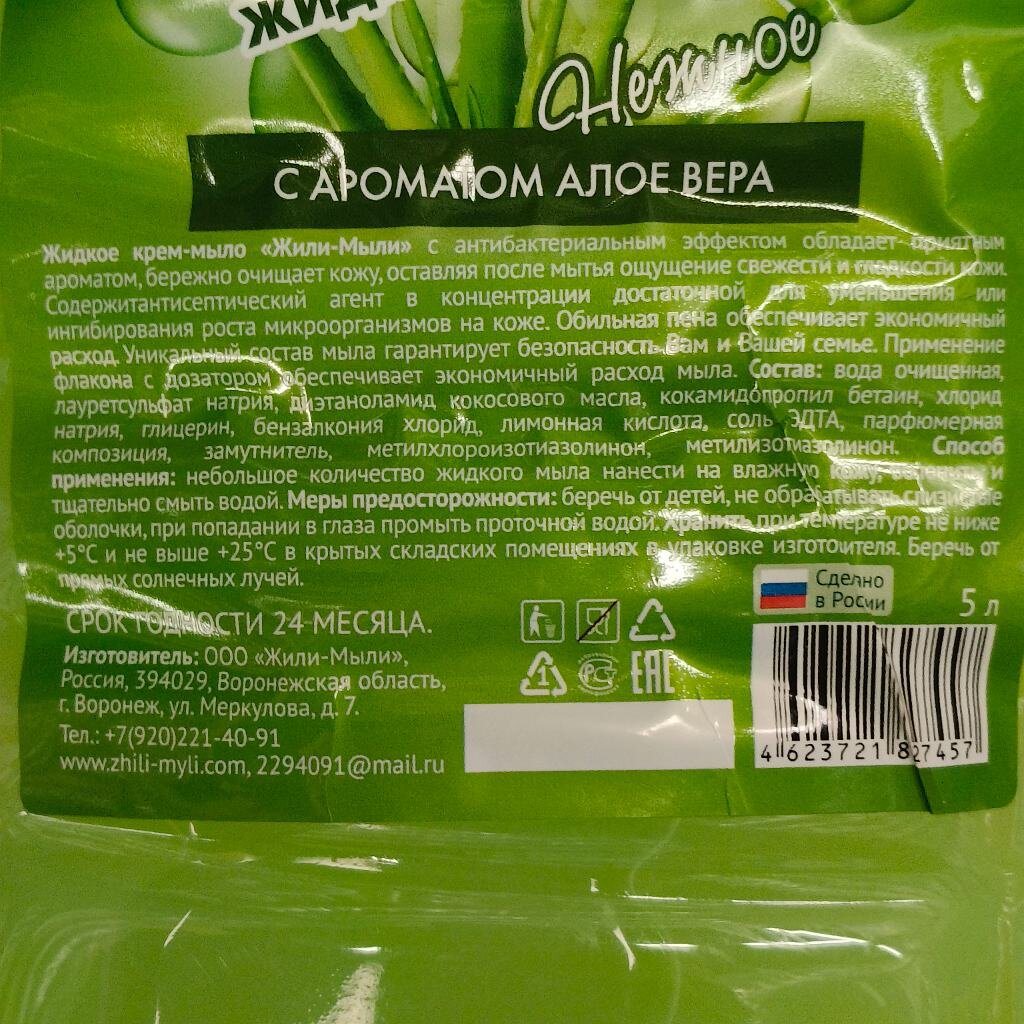 ЖИД
Нежное
С АРОМАТОМ АЛОЕ ВЕРА
Жидкое крем-мыло «Жили-Мыли» с антибактериальным эффектом обладает приятным
ароматом, бережно очищает кожу, оставляя после мытья ощущение свежести и гладкости кожи.
Содержитантисептический агент в концентрации достаточной для уменьшения или
ингибирования роста микроорганизмов на коже. Обильная пена обеспечивает экономичный
расход. Уникальный состав мыла гарантирует безопасность Вам и Вашей семье. Применение
флакона с дозатором обеспечивает экономичный расход мыла. Состав: вода очищенная,
лауретсульфат натрия, диэтаноламид кокосового масла, кокамидопропил бетаин, хлорид
натрия, глицерин, бензалкония хлорид, лимонная кислота, соль ЭДТА, парфюмерная
композиция, замутнитель, метилхлороизотиазолинон, метилизотиазолинон. Способ
применения: небольшое количество жидкого мыла нанести на влажную кожу, и
тщательно смыть водой. Меры предосторожности: беречь от детей, не обрабатывать слизистые
оболочки, при попадании в глаза промыть проточной водой. Хранить при температуре не ниже
+5°С и не выше +25°С в крытых складских помещениях в упаковке изготоителя. Беречь от
прямых солнечных лучей.
Сделно
в Росии
5 л
СРОК ГОДНОСТИ 24 МЕСЯЦА.
Изготовитель: ООО «Жили-Мыли»,
Россия, 394029, Воронежская область,
г. Воронеж, ул. Меркулова, д. 7.
Тел.: +7(920)221-40-91
www.zhili-myli.com, 2294091@mail.ru
1
EAC
4 623721 827457